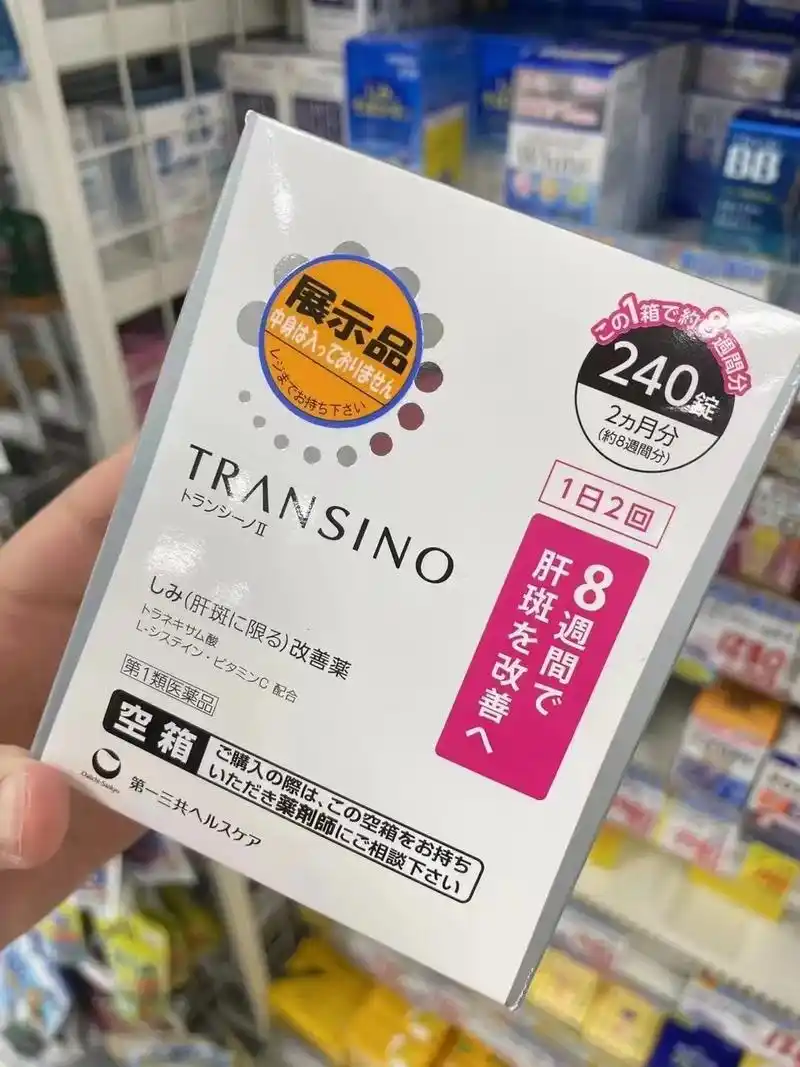 展示品
中身は入っておりません
レジまでお持ち下さい
この1箱で約8週間分
240錠
2ヵ月分
(約8週間分)
1日2回
8週間で
肝斑を改善へ
TRANSINO
トランシーノⅡ
しみ(肝斑に限る)改善薬
トラネキサム酸
L-システイン・ビタミンC 配合
第1類医薬品
空箱
ご購入の際は、この空箱をお持ち
いただき薬剤師にご相談下さい
Daiichi-Sankyo
第一三共ヘルスケア
BB